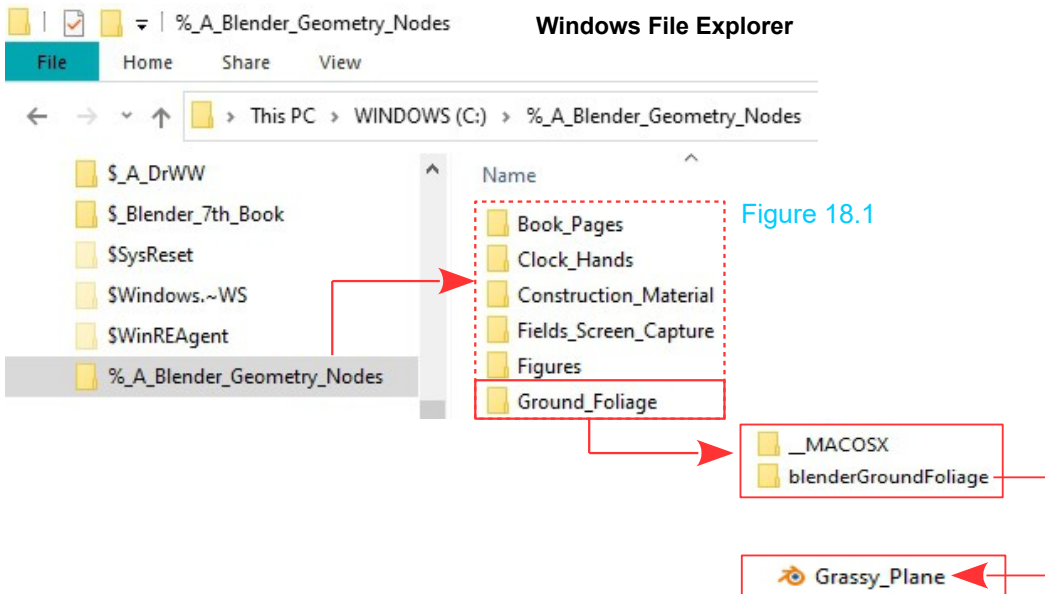 %_A_Blender_Geometry_Nodes Windows File Explorer
File Home Share View
This PC > WINDOWS (C:) > %_A_Blender_Geometry_Nodes
$_A_DrWW
$_Blender_7th_Book
$SysReset
$Windows.~WS
$WinREAgent
%_A_Blender_Geometry_Nodes
Name
Book_Pages
Clock_Hands
Construction_Material
Fields_Screen_Capture
Figures
Ground_Foliage
Figure 18.1
__MACOSX
blenderGroundFoliage
Grassy_Plane